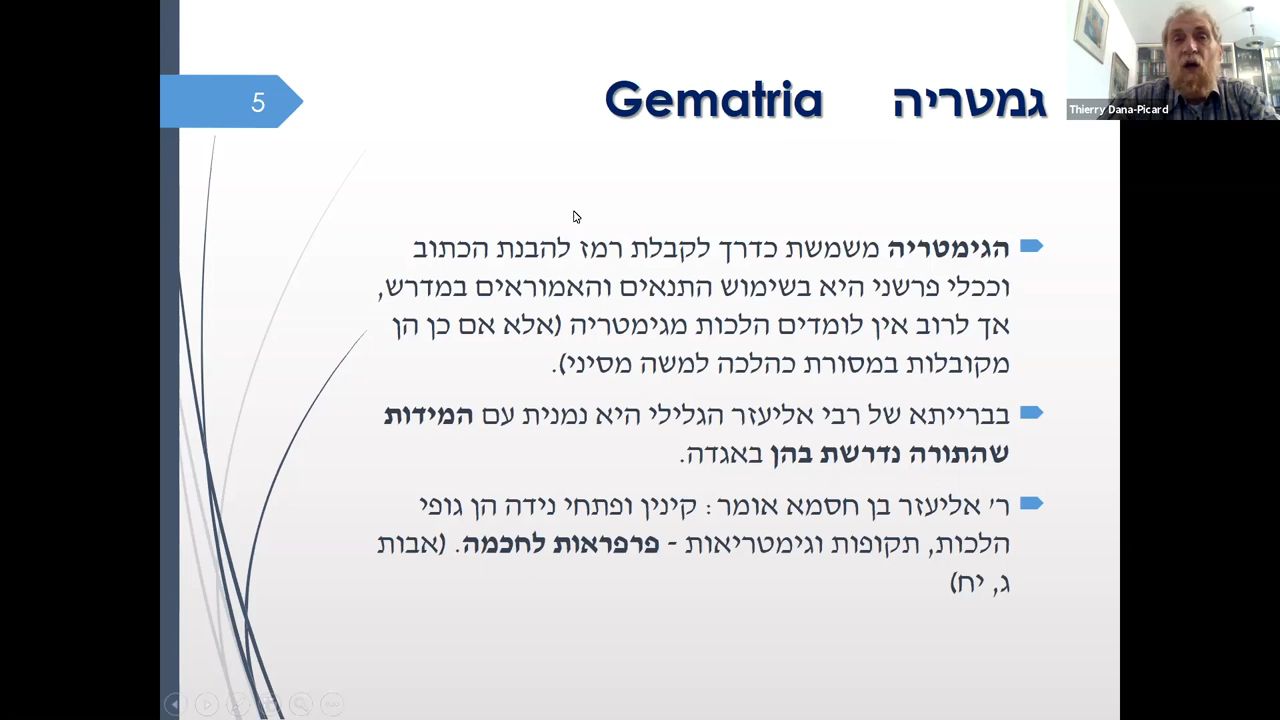 5
גמטריה Gematria
Thierry Dana-Picard
הגימטריה משמשת כדרך לקבלת רמז להבנת הכתוב
וככלי פרשני היא בשימוש התנאים והאמוראים במדרש,
אך לרוב אין לומדים הלכות מגימטריה (אלא אם כן הן
מקובלות במסורת כהלכה למשה מסיני).
בברייתא של רבי אליעזר הגלילי היא נמנית עם המידות
שהתורה נדרשת בהן באגדה.
ר' אליעזר בן חסמא אומר: קינין ופתחי נידה הן גופי
הלכות, תקופות וגימטריאות - פרפראות לחכמה. (אבות
ג, יח)